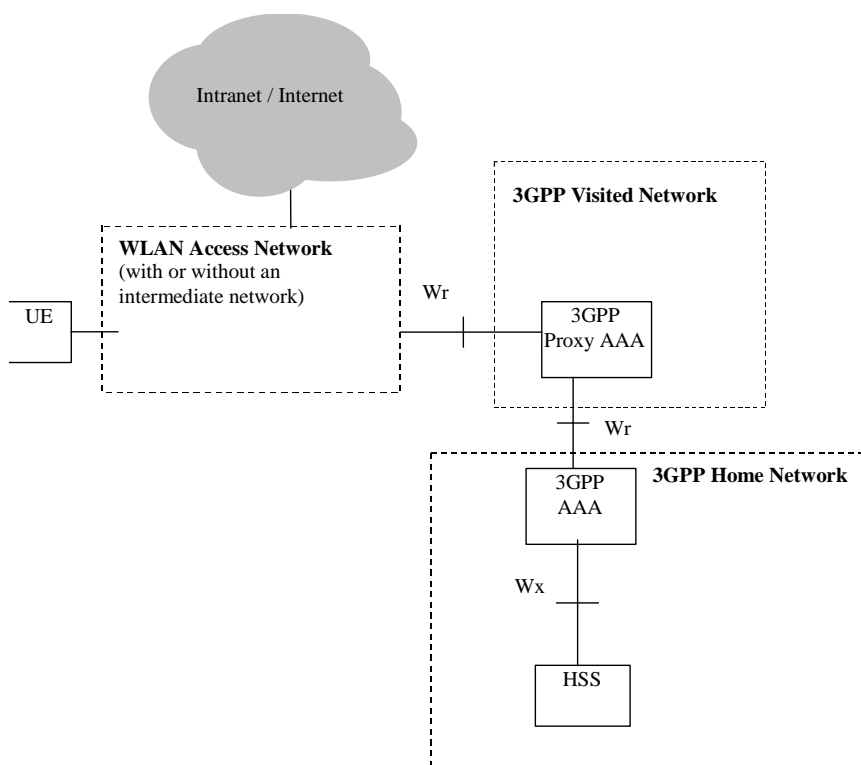 Intranet / Internet
3GPP Visited Network
WLAN Access Network
(with or without an
intermediate network)
Wr
UE
3GPP
Proxy AAA
Wr
3GPP Home Network
3GPP
AAA
Wx
HSS